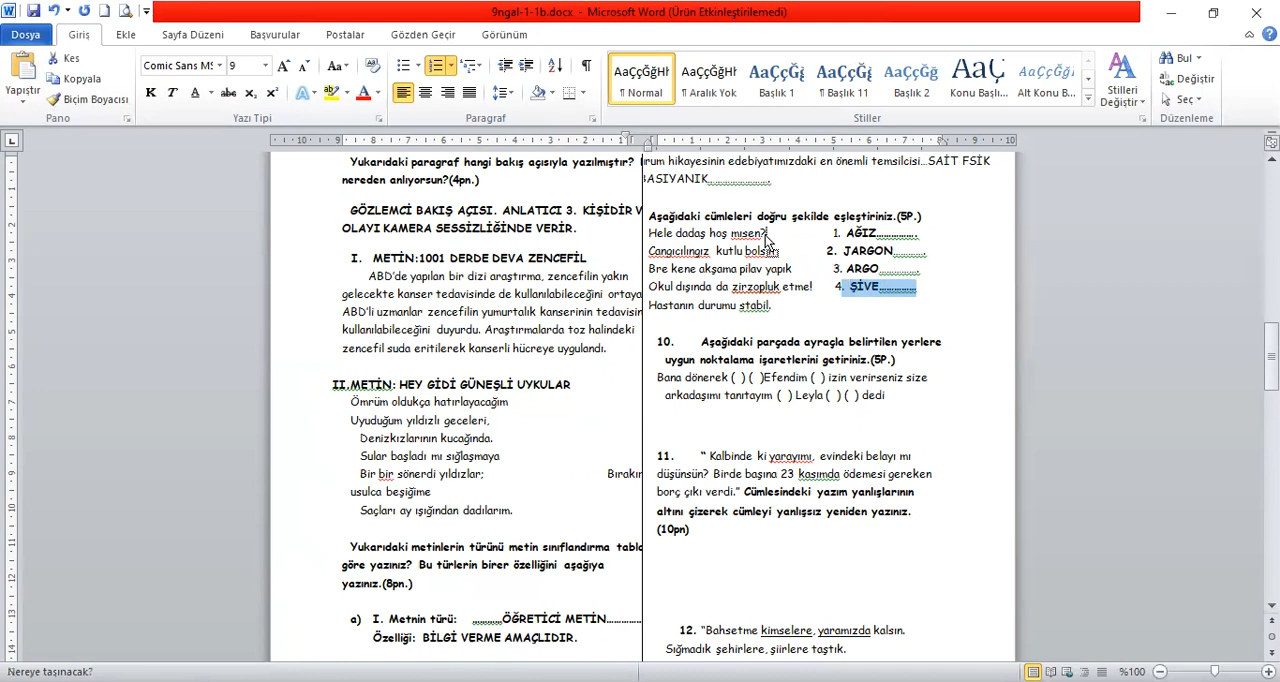 9ngal-1-1b.docx - Microsoft Word (Ürün Etkinleştirilemedi)
Dosya Giriş Ekle Sayfa Düzeni Başvurular Postalar Gözden Geçir Görünüm
Yapıştır
Kes
Kopyala
Biçim Boyacısı
Pano
Comic Sans MS 9
Yazı Tipi
Paragraf
AaÇçĞğHł AaÇçĞğHł AaÇçĞğ AaÇçĞğ AaÇçĞğ AaÇ AaÇçĞğH
¶ Normal ¶ Aralık Yok Başlık 1 ¶ Başlık 11 Başlık 2 Konu Başlı... Alt Konu B...
Stilleri Değiştir
Stiller
Bul
Değiştir
Seç
Düzenleme
Yukarıdaki paragraf hangi bakış açısıyla yazılmıştır?
nereden anlıyorsun?(4pn.)
GÖZLEMCİ BAKIŞ AÇISI. ANLATICI 3. KİŞİDİR V
OLAYI KAMERA SESSİZLİĞİNDE VERİR.
I. METİN:1001 DERDE DEVA ZENCEFİL
ABD'de yapılan bir dizi araştırma, zencefilin yakın
gelecekte kanser tedavisinde de kullanılabileceğini ortaya
ABD'li uzmanlar zencefilin yumurtalık kanserinin tedavisin
kullanılabileceğini duyurdu. Araştırmalarda toz halindeki
zencefil suda eritilerek kanserli hücreye uygulandı.
II.METİN: HEY GİDİ GÜNEŞLİ UYKULAR
Ömrüm oldukça hatırlayacağım
Uyuduğum yıldızlı geceleri,
Denizkızlarının kucağında.
Sular başladı mı sığlaşmaya
Bir bir sönerdi yıldızlar; Bırakın
usulca beşiğime
Saçları ay ışığından dadılarım.
Yukarıdaki metinlerin türünü metin sınıflandırma tabla
göre yazınız? Bu türlerin birer özelliğini aşağıya
yazınız.(8pn.)
a) I. Metnin türü: ...........ÖĞRETİCİ METİN.............
Özelliği: BİLGİ VERME AMAÇLIDIR.
urum hikayesinin edebiyatımızdaki en önemli temsilcisi...SAİT FSİK
BASIYANIK......................
Aşağıdaki cümleleri doğru şekilde eşleştiriniz.(5P.)
Hele dadaş hoş mısen? 1. AĞIZ...............
Cangıcılıngız kutlu bolsın 2. JARGON...........
Bre kene akşama pilav yapık 3. ARGO...............
Okul dışında da zirzopluk etme! 4. ŞİVE..............
Hastanın durumu stabil.
10. Aşağıdaki parçada ayraçla belirtilen yerlere
uygun noktalama işaretlerini getiriniz.(5P.)
Bana dönerek ( ) ( )Efendim ( ) izin verirseniz size
arkadaşımı tanıtayım ( ) Leyla ( ) ( ) dedi
11. “ Kalbinde ki yarayımı, evindeki belayı mı
düşünsün? Birde başına 23 kasımda ödemesi gereken
borç çıkı verdi.” Cümlesindeki yazım yanlışlarının
altını çizerek cümleyi yanlışsız yeniden yazınız.
(10pn)
12. “Bahsetme kimselere, yaramızda kalsın.
Sığmadık şehirlere, şiirlere taştık.
Nereye taşınacak?
%100